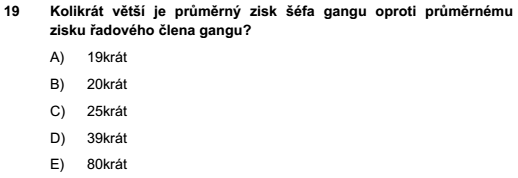 19 Kolikrát větší je průměrný zisk šéfa gangu oproti průměrnému
zisku řadového člena gangu?
A) 19krát
B) 20krát
C) 25krát
D) 39krát
E) 80krát